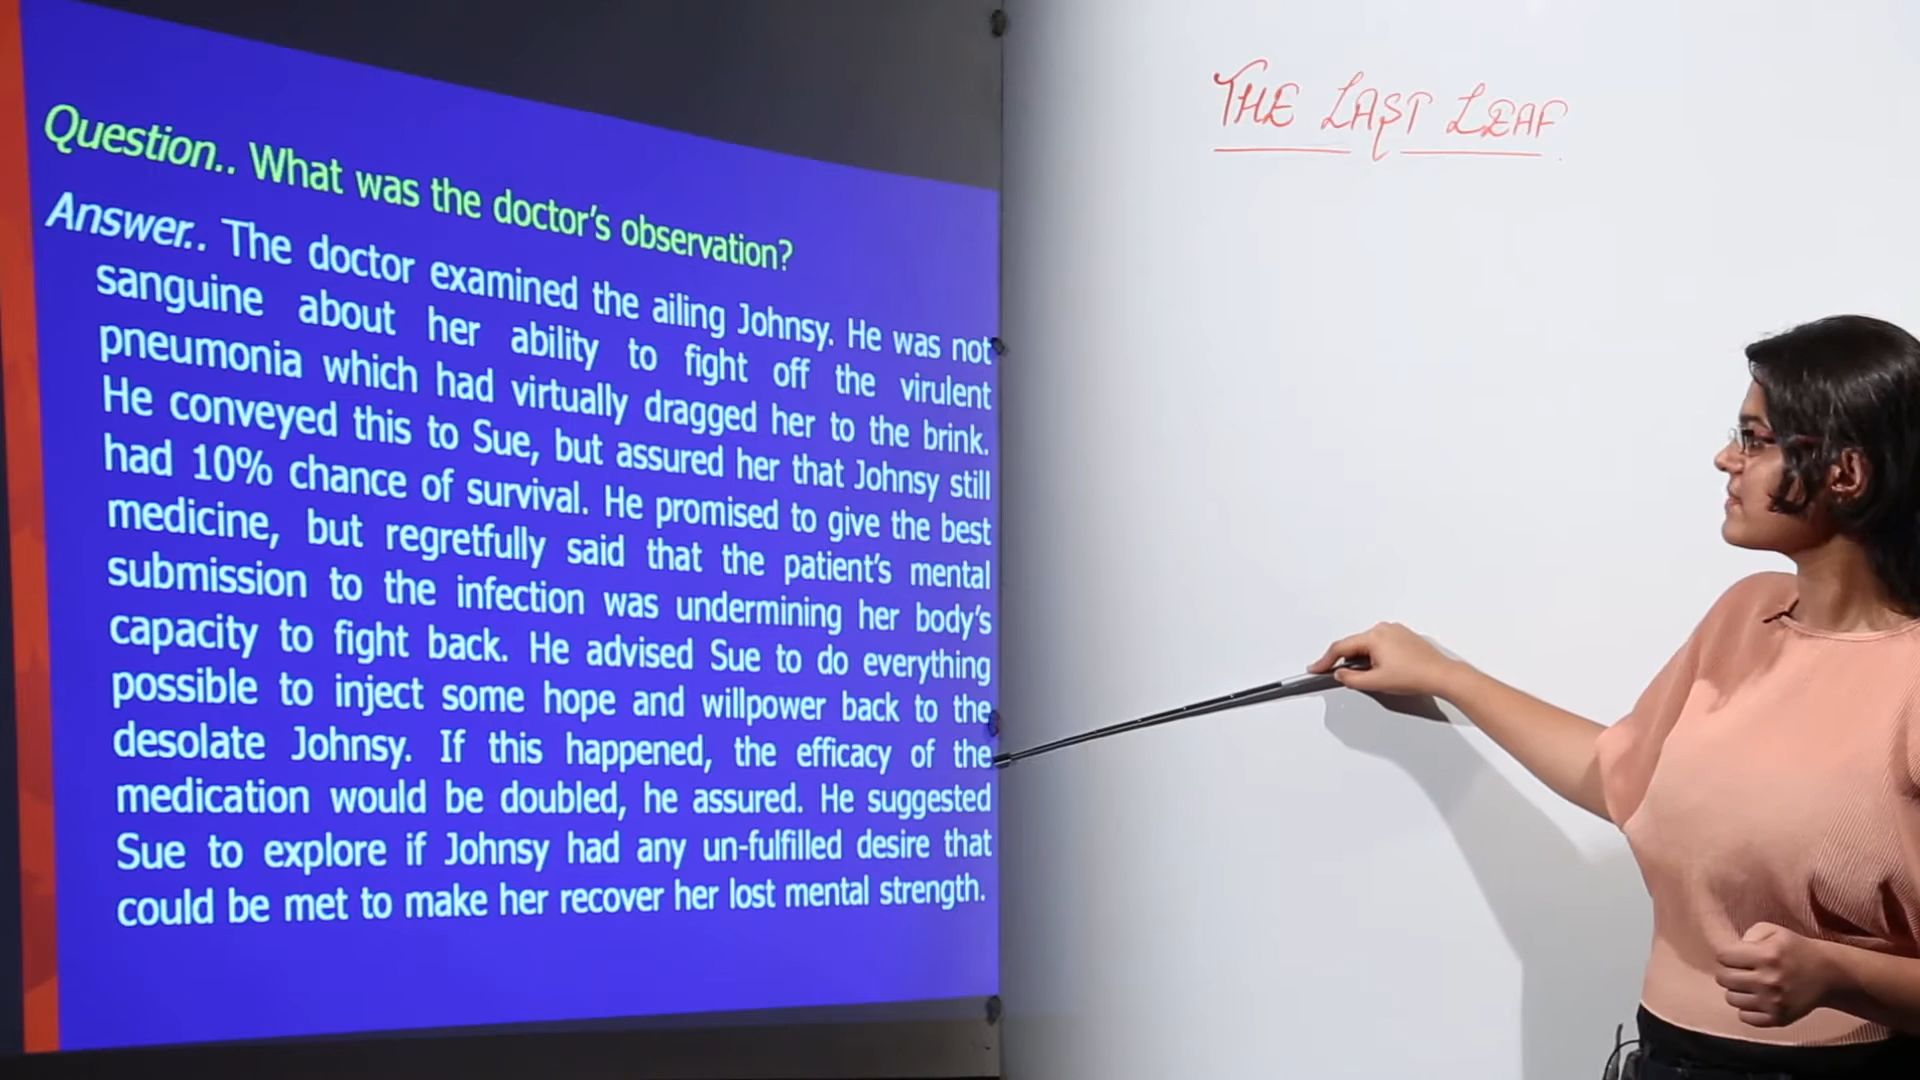 Question.. What was the doctor's observation?
Answer.. The doctor examined the ailing Johnsy. He was not
sanguine about her ability to fight off the virulent
pneumonia which had virtually dragged her to the brink.
He conveyed this to Sue, but assured her that Johnsy still
had 10% chance of survival. He promised to give the best
medicine, but regretfully said that the patient's mental
submission to the infection was undermining her body's
capacity to fight back. He advised Sue to do everything
possible to inject some hope and willpower back to the
desolate Johnsy. If this happened, the efficacy of the
medication would be doubled, he assured. He suggested
Sue to explore if Johnsy had any un-fulfilled desire that
could be met to make her recover her lost mental strength.
THE LAST LEAF